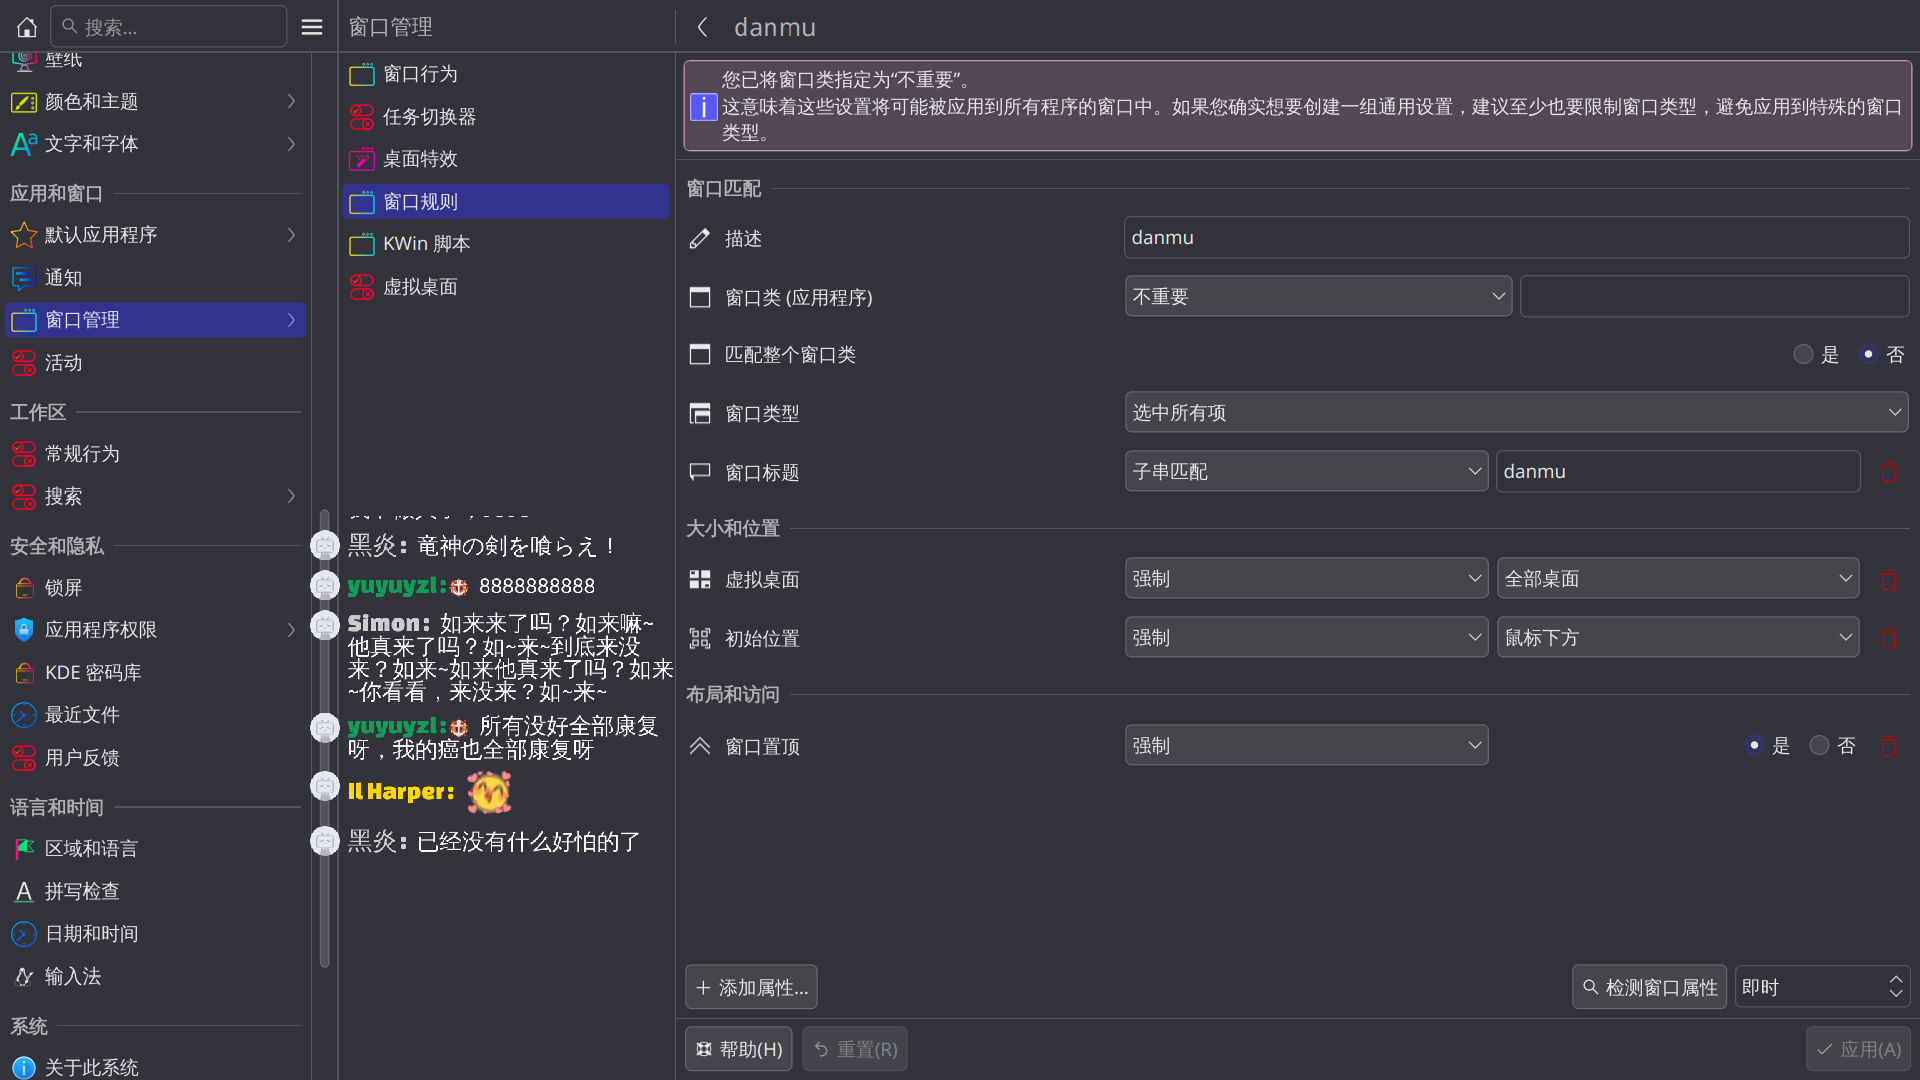 搜索...
壁纸
颜色和主题
文字和字体
应用和窗口
默认应用程序
通知
窗口管理
活动
工作区
常规行为
搜索
安全和隐私
锁屏
应用程序权限
KDE 密码库
最近文件
用户反馈
语言和时间
区域和语言
拼写检查
日期和时间
输入法
系统
关于此系统
窗口管理
窗口行为
任务切换器
桌面特效
窗口规则
KWin 脚本
虚拟桌面
黑炎: 竜神の剣を喰らえ！
yuyuyzl: 8888888888
Simon: 如来来了吗？如来嘛~
他真来了吗？如~来~到底来没
来？如来~如来他真来了吗？如来
~你看看，来没来？如~来~
yuyuyzl: 所有没好全部康复
呀，我的癌也全部康复呀
Il Harper:
黑炎: 已经没有什么好怕的了
danmu
您已将窗口类指定为“不重要”。
这意味着这些设置将可能被应用到所有程序的窗口中。如果您确实想要创建一组通用设置，建议至少也要限制窗口类型，避免应用到特殊的窗口
类型。
窗口匹配
描述 danmu
窗口类 (应用程序) 不重要
匹配整个窗口类 是 否
窗口类型 选中所有项
窗口标题 子串匹配 danmu
大小和位置
虚拟桌面 强制 全部桌面
初始位置 强制 鼠标下方
布局和访问
窗口置顶 强制 是 否
添加属性... 检测窗口属性 即时
帮助(H) 重置(R) 应用(A)